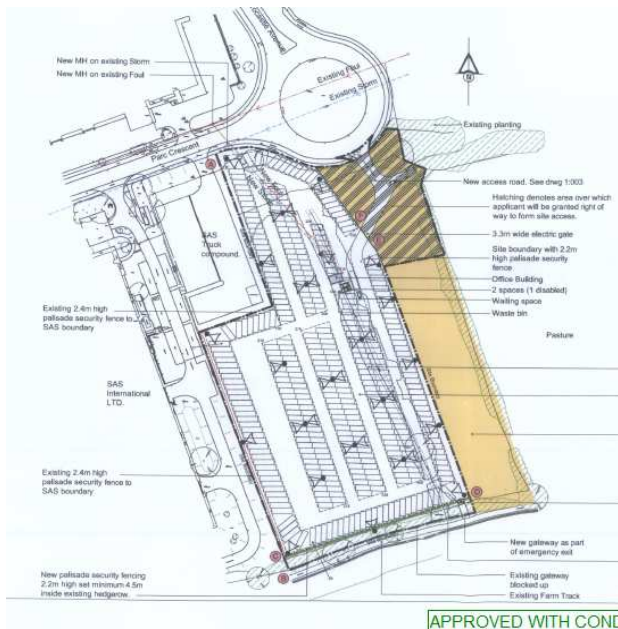 New MH on existing Storm
New MH on existing Foul
Existing Foul
Existing Storm
N
Parc Crescent
Existing planting
New access road. See drwg 1:003
Hatching denotes area over which
applicant will be granted right of
way to form site access.
3.3m wide electric gate
Site boundary with 2.2m
high palisade security
fence
Office Building
2 spaces (1 disabled)
Waiting space
Waste bin
Pasture
A
SAS
Truck
compound.
Existing 2.4m high
palisade security fence to
SAS boundary
SAS
International
LTD.
Existing 2.4m high
palisade security fence to
SAS boundary
D
C
B
New gateway as part
of emergency exit
New palisade security fencing
2.2m high set minimum 4.5m
inside existing hedgerow.
Existing gateway
blocked up
Existing Farm Track
APPROVED WITH COND